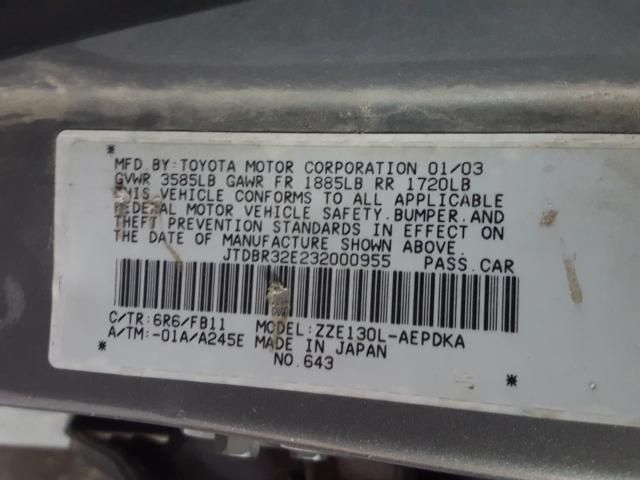 MFD BY: TOYOTA MOTOR CORPORATION 01/03
GVWR 3585LB GAWR FR 1885LB RR 1720LB
THIS VEHICLE CONFORMS TO ALL APPLICABLE
FEDERAL MOTOR VEHICLE SAFETY, BUMPER, AND
THEFT PREVENTION STANDARDS IN EFFECT ON
THE DATE OF MANUFACTURE SHOWN ABOVE.
JTDBR32E232000955 PASS.CAR
C/TR:6R6/FB11 MODEL:ZZE130L-AEPDKA
A/TM:-01A/A245E MADE IN JAPAN
NO.643